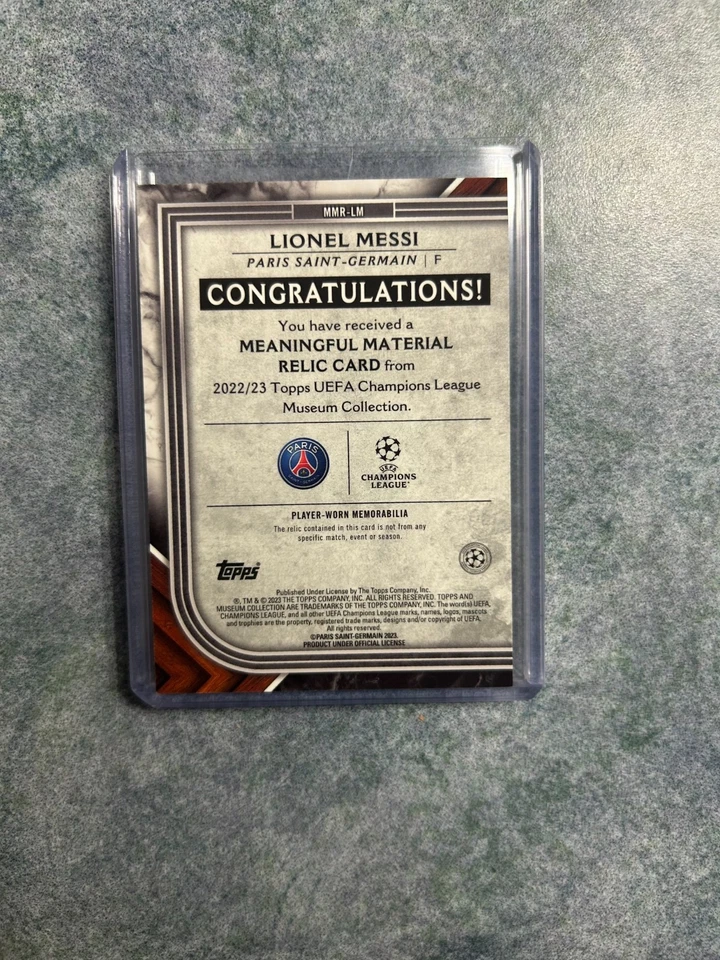 MMR-LM
LIONEL MESSI
PARIS SAINT-GERMAIN | F
CONGRATULATIONS!
You have received a
MEANINGFUL MATERIAL
RELIC CARD from
2022/23 Topps UEFA Champions League
Museum Collection.
PARIS
SAINT-GERMAIN
UEFA
CHAMPIONS
LEAGUE
PLAYER-WORN MEMORABILIA
The relic contained in this card is not from any
specific match, event or season.
topps
Published Under License by The Topps Company, Inc.
®, TM & © 2023 THE TOPPS COMPANY, INC. ALL RIGHTS RESERVED. TOPPS AND
MUSEUM COLLECTION ARE TRADEMARKS OF THE TOPPS COMPANY, INC. The word(s) UEFA,
CHAMPIONS LEAGUE, and all other UEFA Champions League marks, names, logos, mascots
and trophies are the property, registered trade marks, designs and/or copyright of UEFA.
All rights reserved.
©PARIS SAINT-GERMAIN 2023.
PRODUCT UNDER OFFICIAL LICENSE